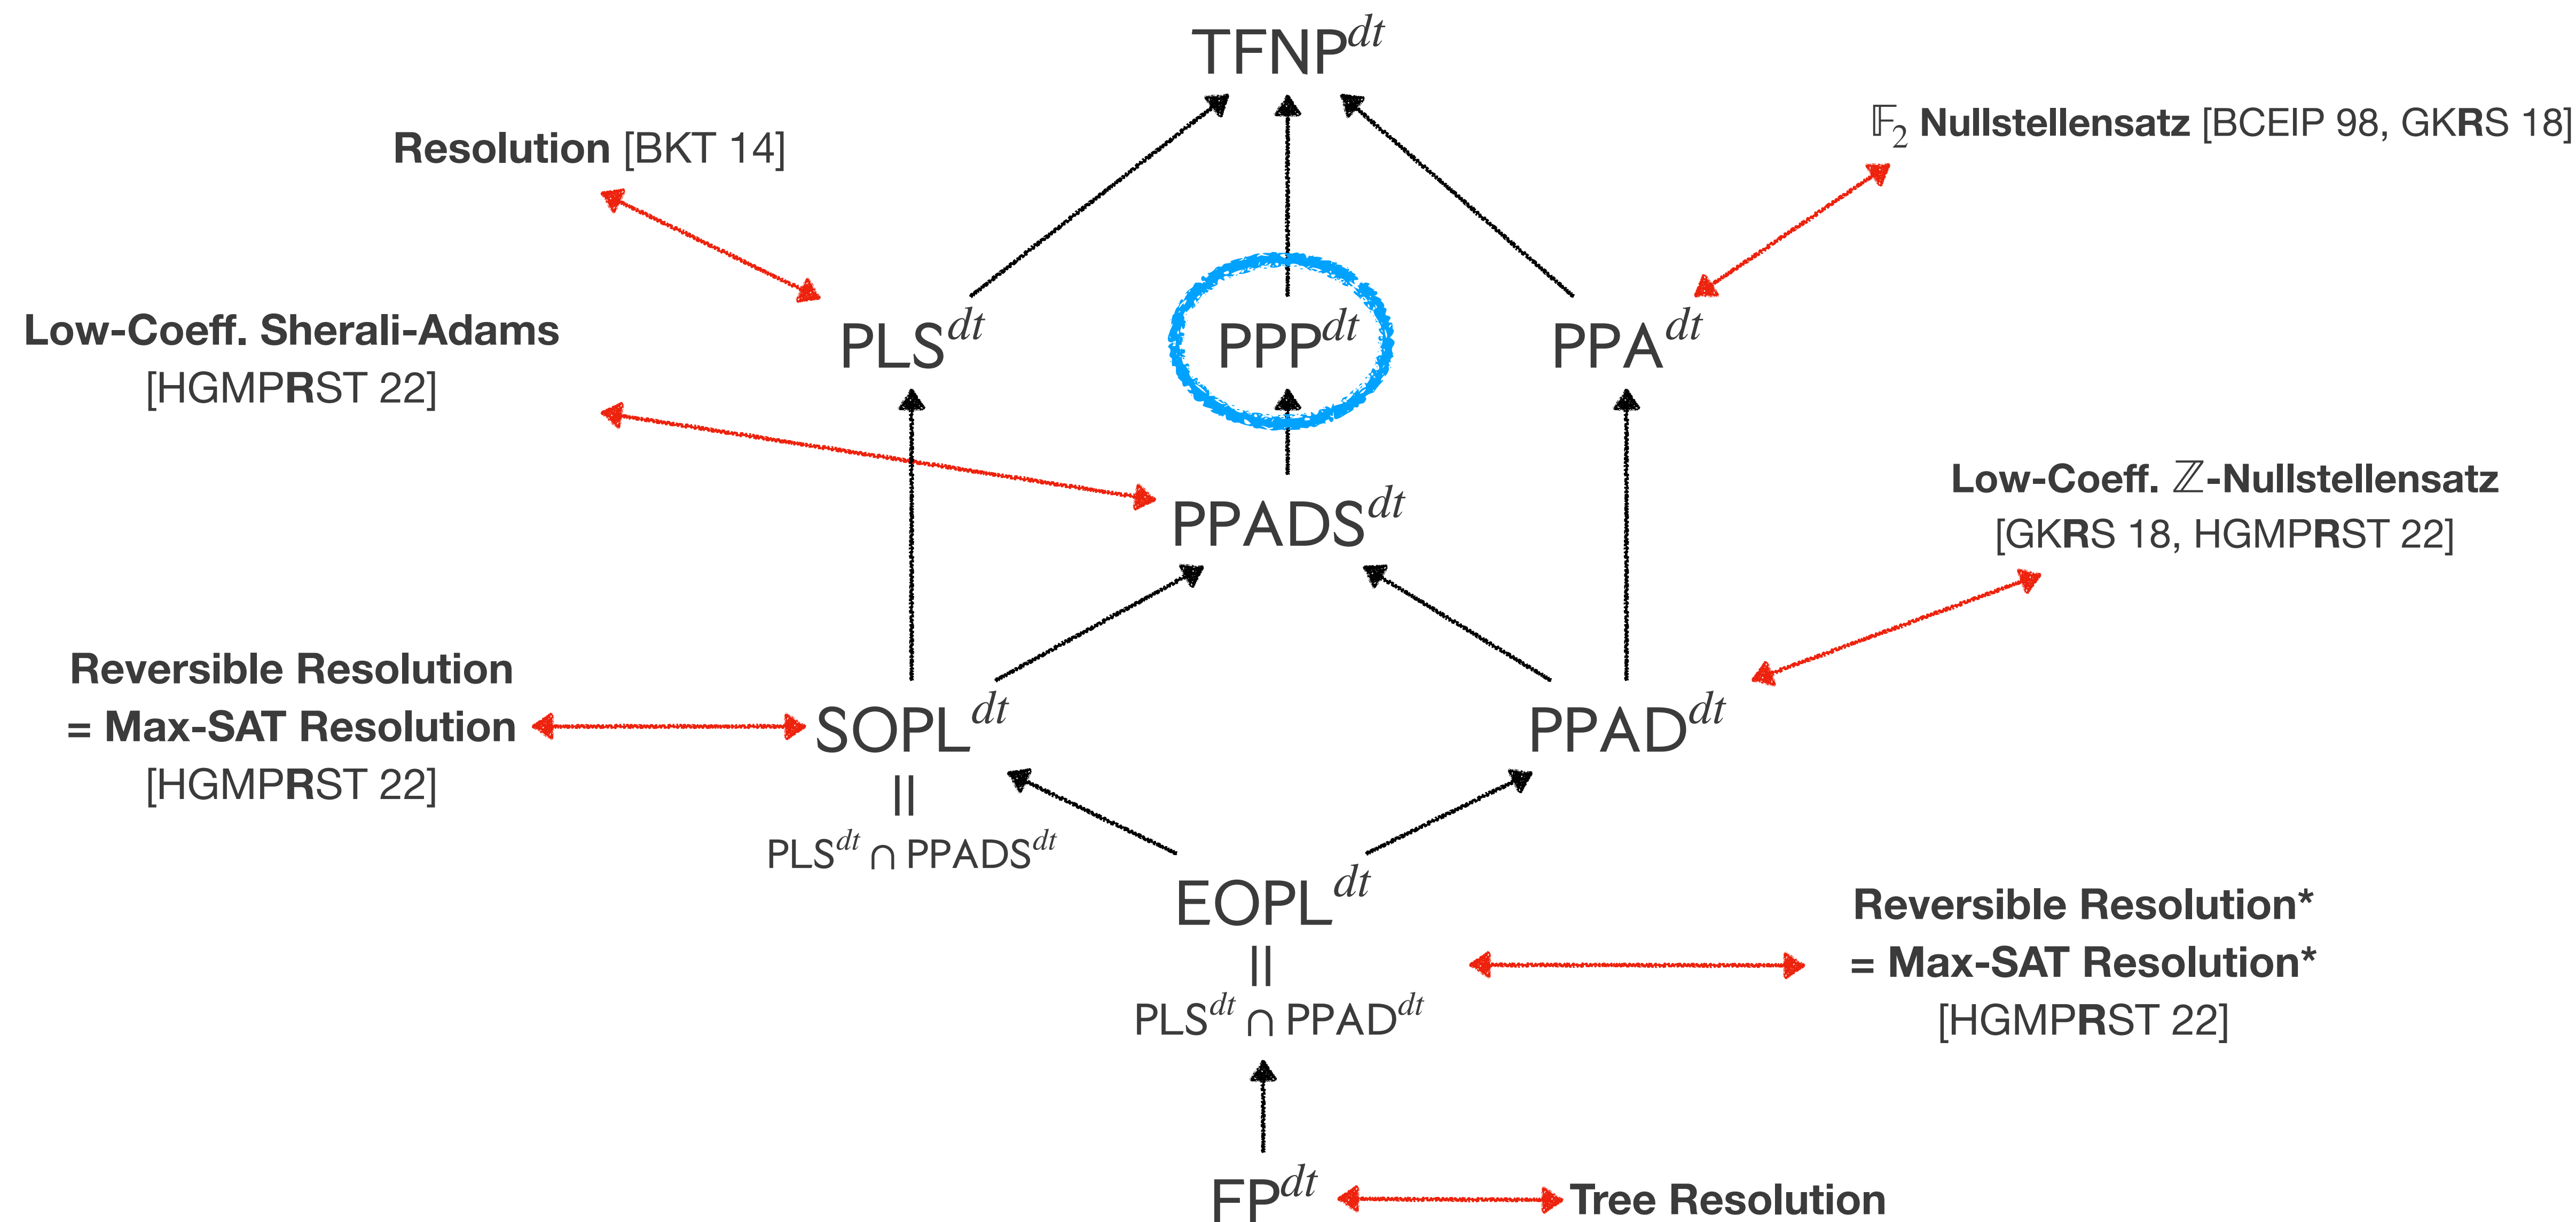 TFNP^dt
Resolution [BKT 14]
𝔽₂ Nullstellensatz [BCEIP 98, GKRS 18]
Low-Coeff. Sherali-Adams
[HGMPRST 22]
PLS^dt
PPP^dt
PPA^dt
Low-Coeff. ℤ-Nullstellensatz
[GKRS 18, HGMPRST 22]
PPADS^dt
Reversible Resolution
= Max-SAT Resolution
[HGMPRST 22]
SOPL^dt
||
PLS^dt ∩ PPADS^dt
PPAD^dt
EOPL^dt
||
PLS^dt ∩ PPAD^dt
Reversible Resolution*
= Max-SAT Resolution*
[HGMPRST 22]
FP^dt
Tree Resolution